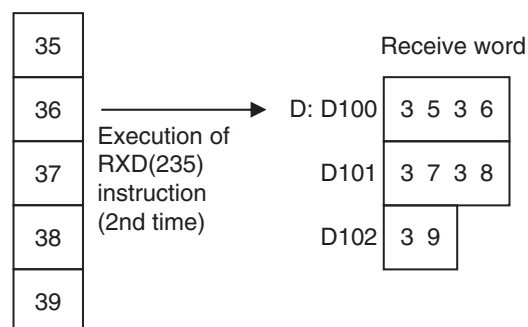 35
36
37
38
39
Execution of
RXD(235)
instruction
(2nd time)
Receive word
D: D100 3 5 3 6
D101 3 7 3 8
D102 3 9